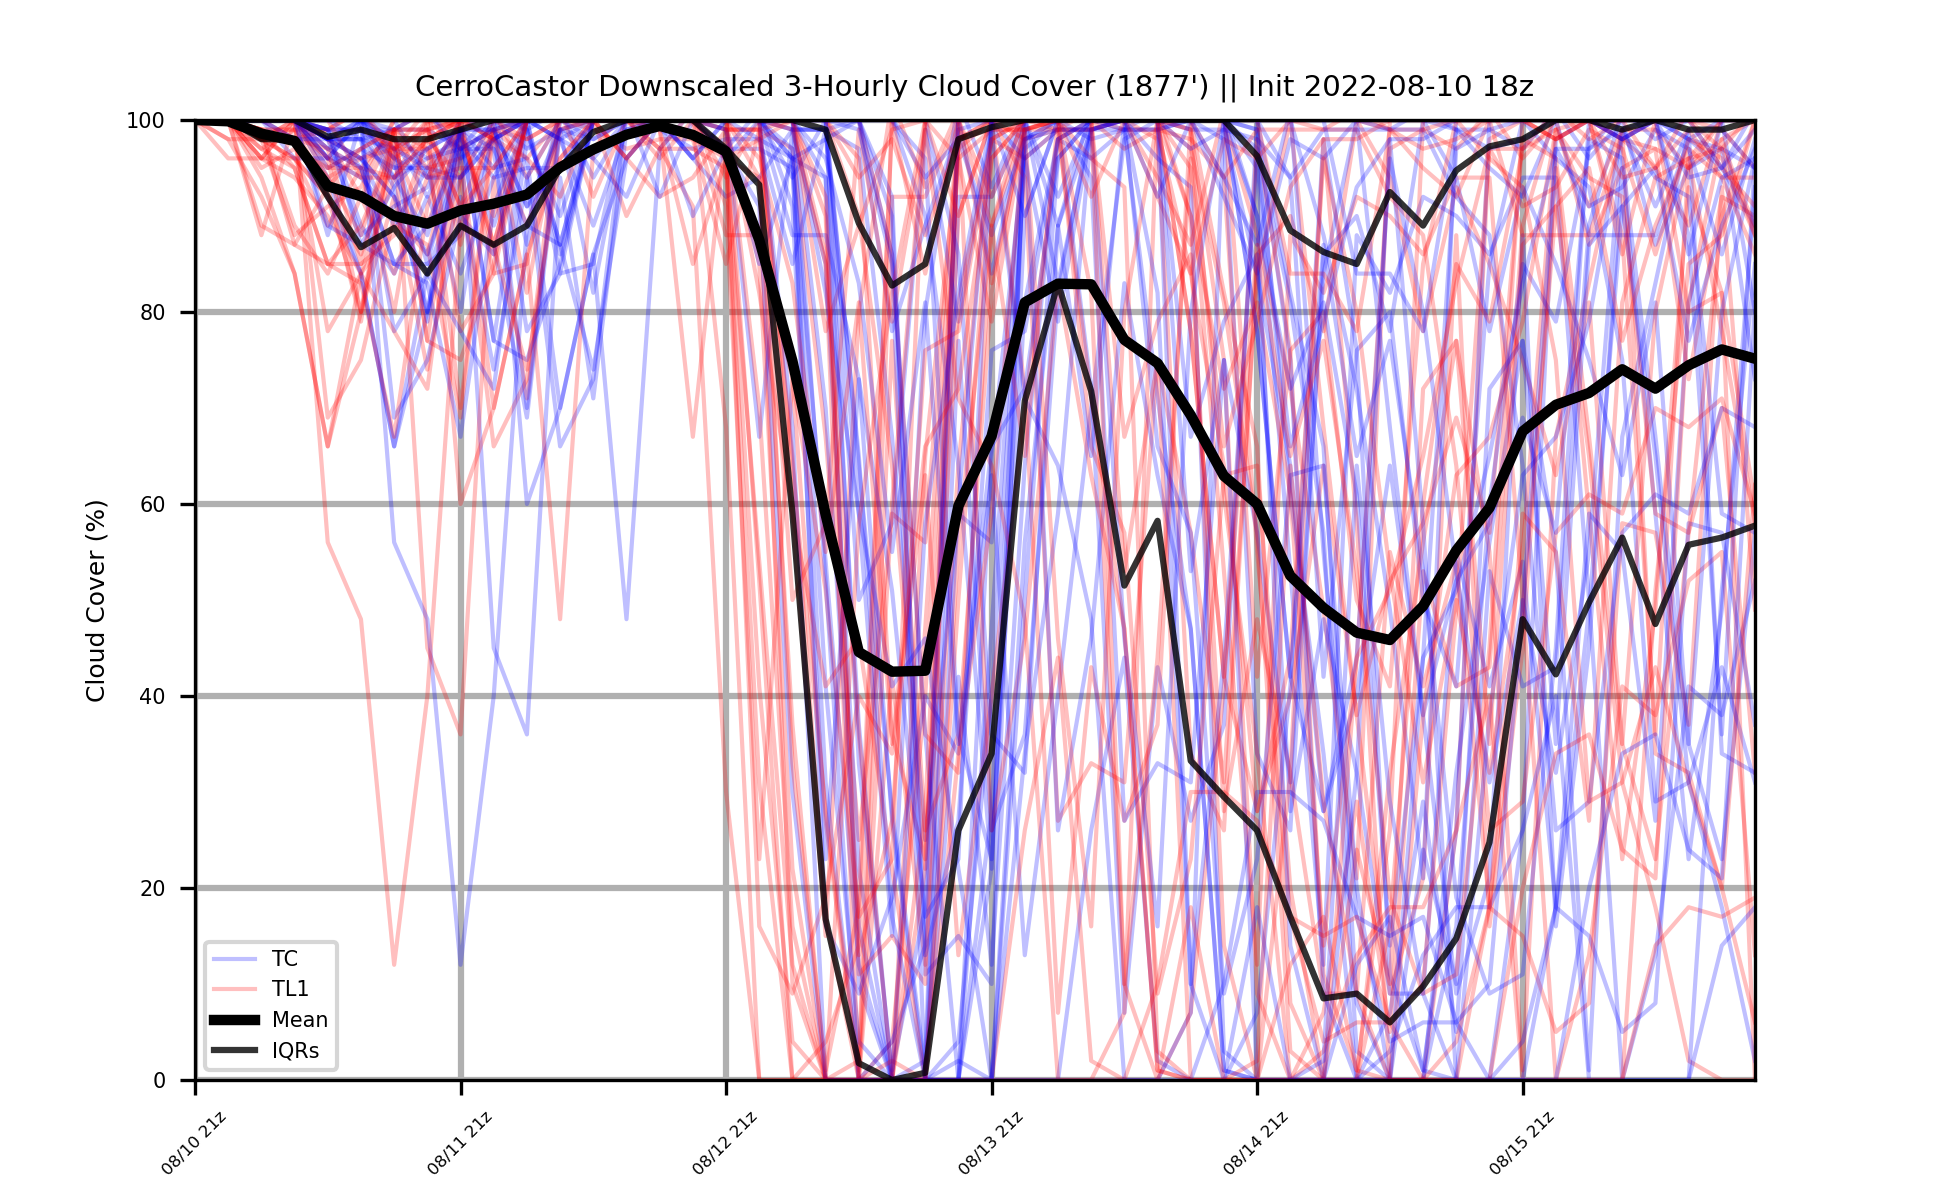 CerroCastor Downscaled 3-Hourly Cloud Cover (1877') || Init 2022-08-10 18z
Cloud Cover (%)
100
80
60
40
20
0
TC
TL1
Mean
IQRs
08/10 21z
08/11 21z
08/12 21z
08/13 21z
08/14 21z
08/15 21z